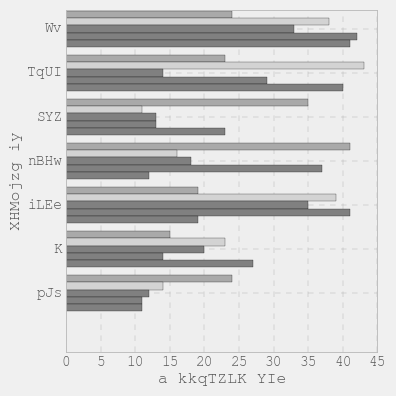 XHMojzg iy
Wv
TqUI
SYZ
nBHw
iLEe
K
pJs
0 5 10 15 20 25 30 35 40 45
a kkqTZLK YIe